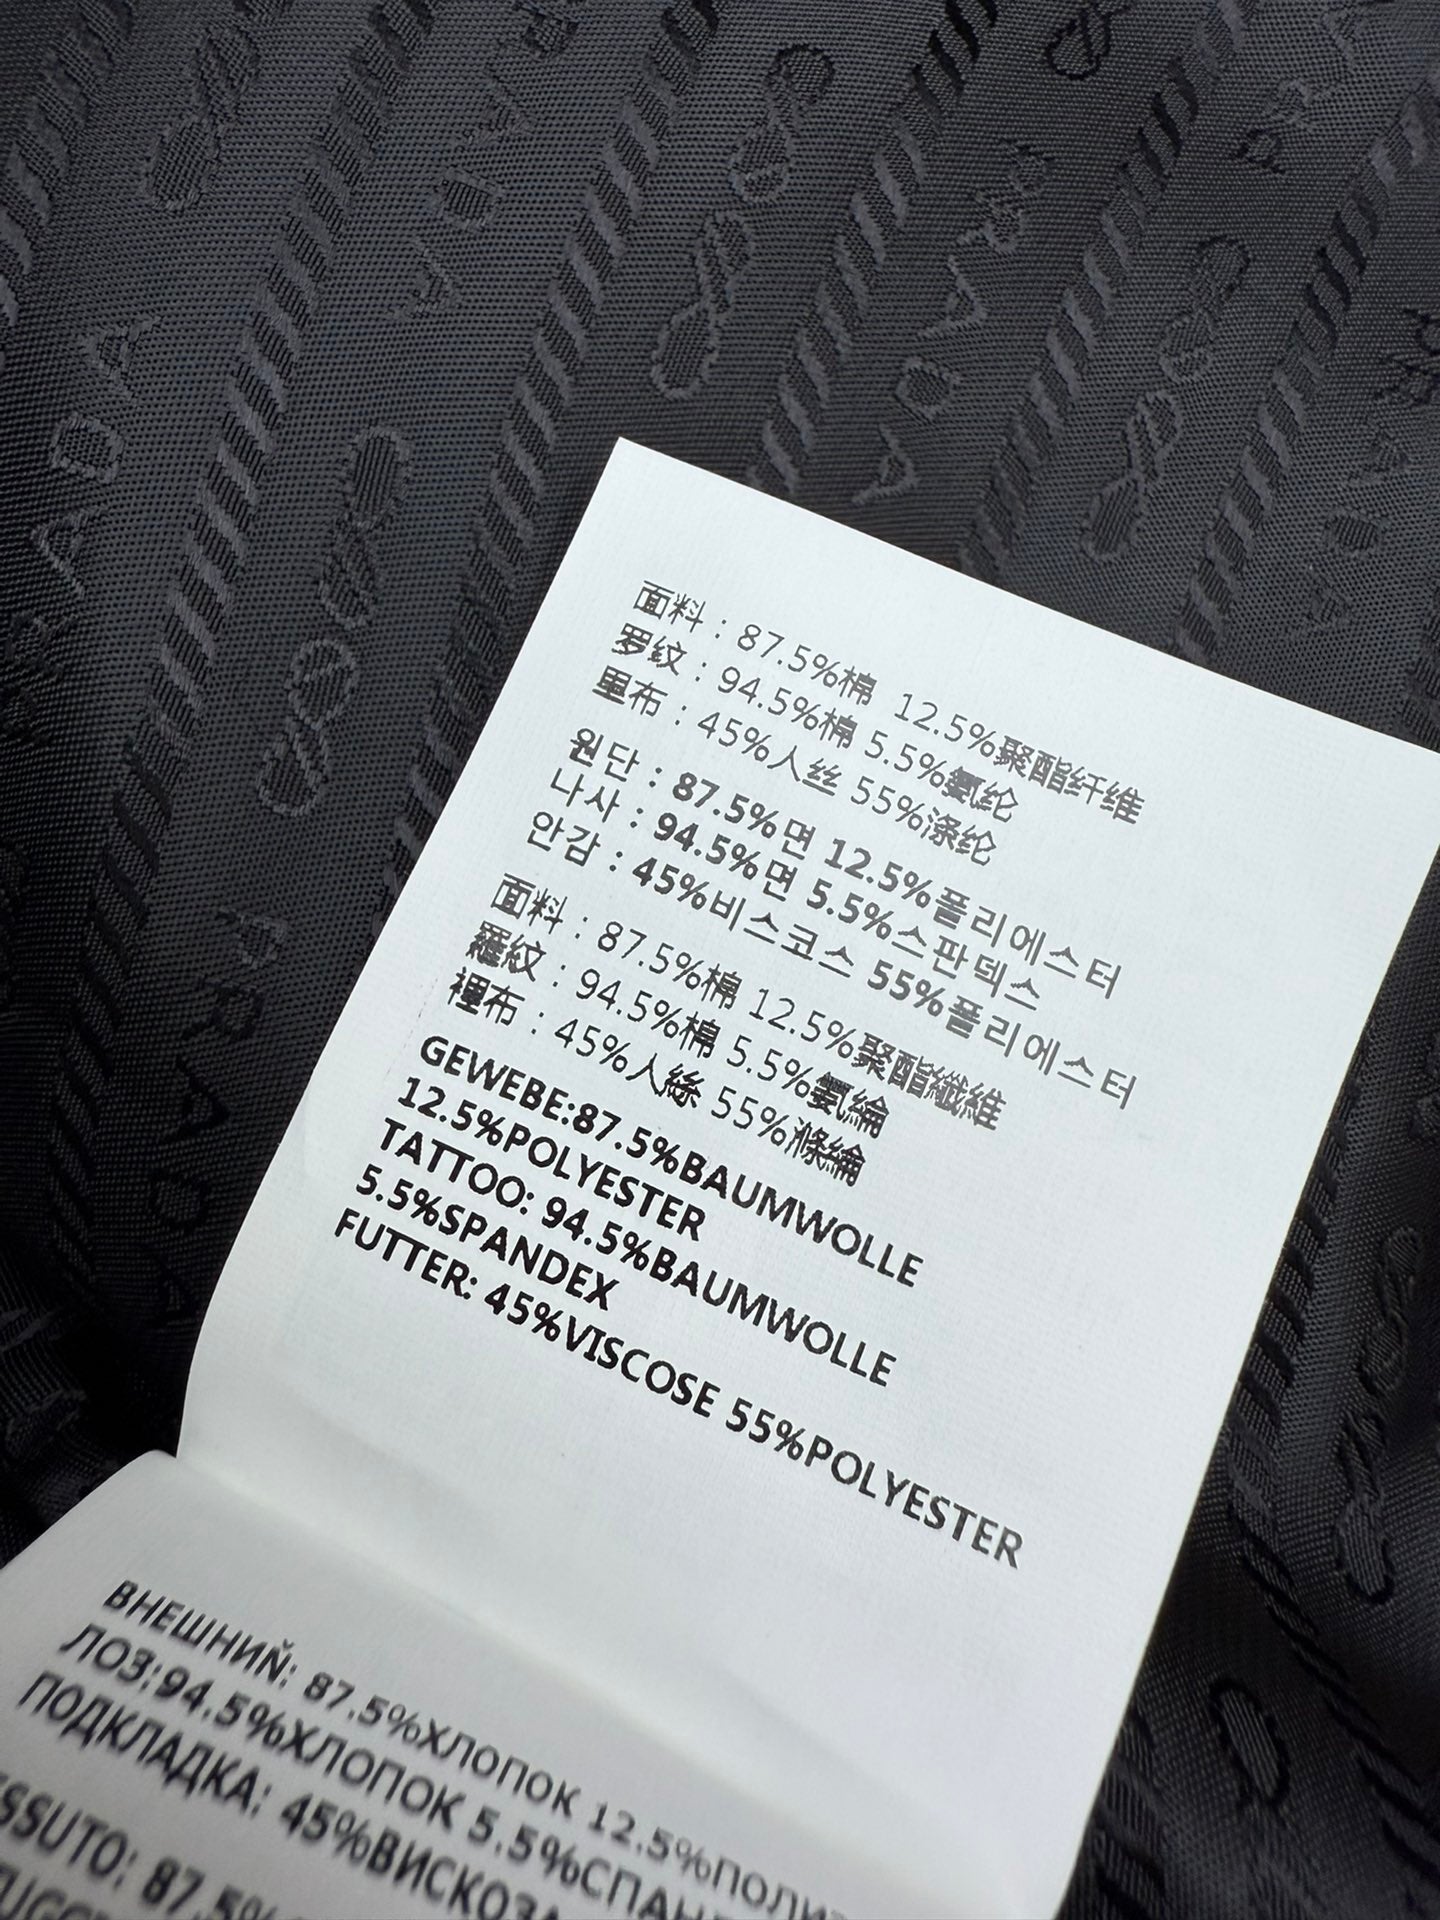 面料：87.5%棉 12.5%聚酯纤维
罗纹：94.5%棉 5.5%氨纶
里布：45%人丝 55%涤纶
원단：87.5%면 12.5%폴리에스터
나사：94.5%면 5.5%스판덱스
안감：45%비스코스 55%폴리에스터
面料：87.5%棉 12.5%聚酯纖維
羅紋：94.5%棉 5.5%氨綸
裡布：45%人絲 55%滌綸
GEWEBE:87.5%BAUMWOLLE
12.5%POLYESTER
TATTOO: 94.5%BAUMWOLLE
5.5%SPANDEX
FUTTER: 45%VISCOSE 55%POLYESTER
ВНЕШНИЙ: 87.5%ХЛОПОК 12.5%ПОЛИ
ЛОЗ:94.5%ХЛОПОК 5.5%СПАН
ПОДКЛАДКА: 45%ВИСКОЗА
SSUTO: 87.5%